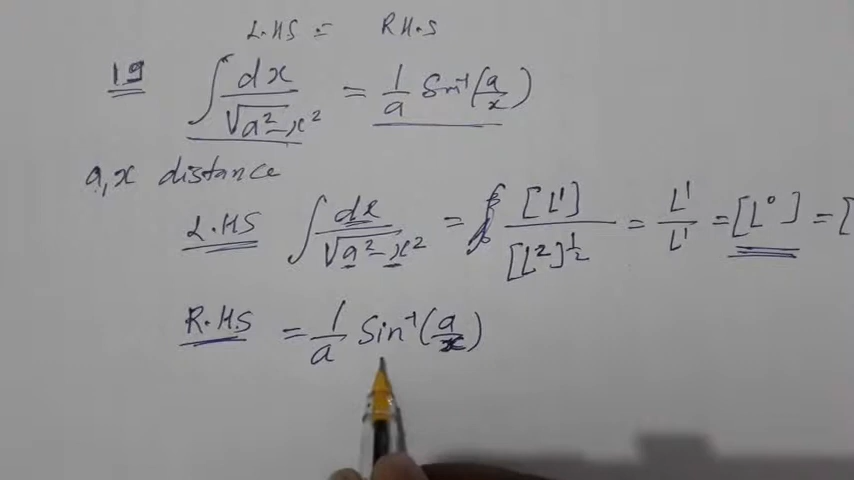 L.HS = RH.S
19 ∫ dx / √a²-x² = 1/a Sin⁻¹(a/x)
a,x distance
L.HS ∫ dx / √a²-x² = [L¹] / [L²]^½ = L¹ / L¹ = [L⁰] = [
R.HS = 1/a Sin⁻¹(a/x)